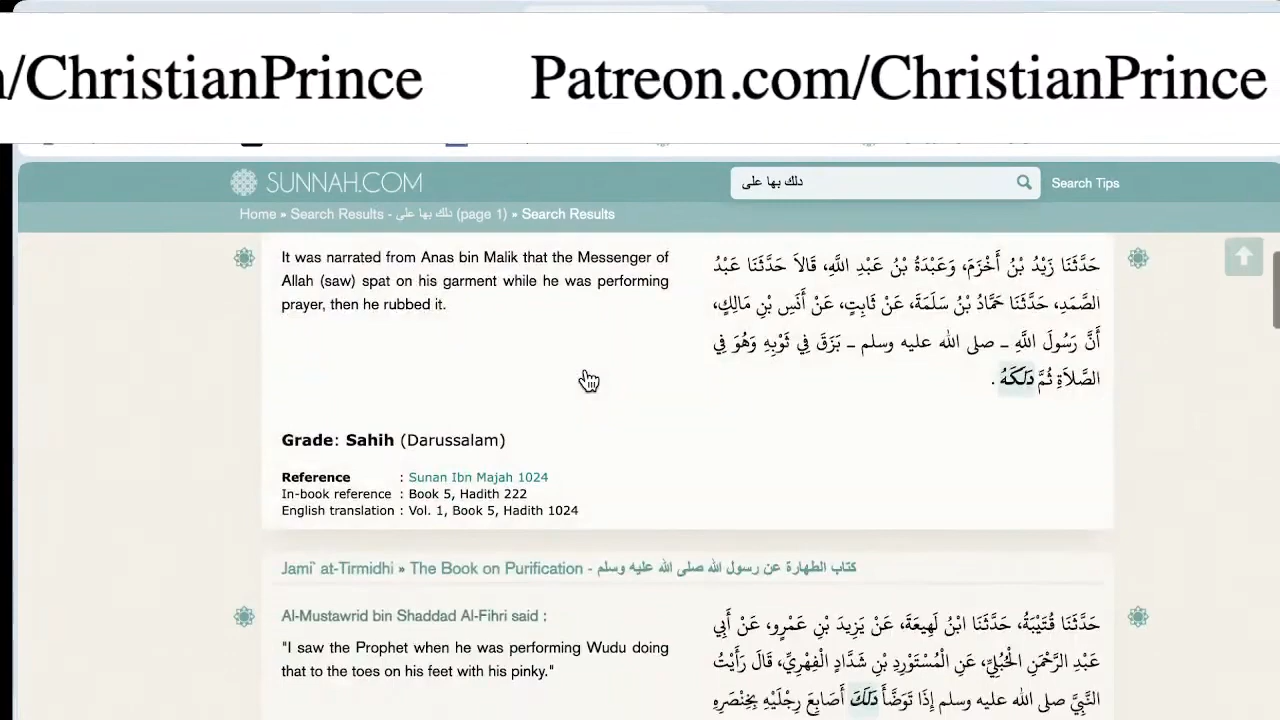 n/ChristianPrince Patreon.com/ChristianPrince
SUNNAH.COM
دلك بها على
Search Tips
Home » Search Results - دلك بها على (page 1) » Search Results
It was narrated from Anas bin Malik that the Messenger of
Allah (saw) spat on his garment while he was performing
prayer, then he rubbed it.
حَدَّثَنَا زَيْدُ بْنُ أَخْزَمَ، وَعَبْدَةُ بْنُ عَبْدِ اللَّهِ، قَالاَ حَدَّثَنَا عَبْدُ
الصَّمَدِ، حَدَّثَنَا حَمَّادُ بْنُ سَلَمَةَ، عَنْ ثَابِتٍ، عَنْ أَنَسِ بْنِ مَالِكٍ،
أَنَّ رَسُولَ اللَّهِ ـ صلى الله عليه وسلم ـ بَزَقَ فِي ثَوْبِهِ وَهُوَ فِي
الصَّلاَةِ ثُمَّ دَلَكَهُ .
Grade: Sahih (Darussalam)
Reference : Sunan Ibn Majah 1024
In-book reference : Book 5, Hadith 222
English translation : Vol. 1, Book 5, Hadith 1024
Jami` at-Tirmidhi » The Book on Purification - كتاب الطهارة عن رسول الله صلى الله عليه وسلم
Al-Mustawrid bin Shaddad Al-Fihri said :
"I saw the Prophet when he was performing Wudu doing
that to the toes on his feet with his pinky."
حَدَّثَنَا قُتَيْبَةُ، حَدَّثَنَا ابْنُ لَهِيعَةَ، عَنْ يَزِيدَ بْنِ عَمْرٍو، عَنْ أَبِي
عَبْدِ الرَّحْمَنِ الْحُبُلِيِّ، عَنِ الْمُسْتَوْرِدِ بْنِ شَدَّادٍ الْفِهْرِيِّ، قَالَ رَأَيْتُ
النَّبِيَّ صلى الله عليه وسلم إِذَا تَوَضَّأَ دَلَكَ أَصَابِعَ رِجْلَيْهِ بِخِنْصَرِهِ